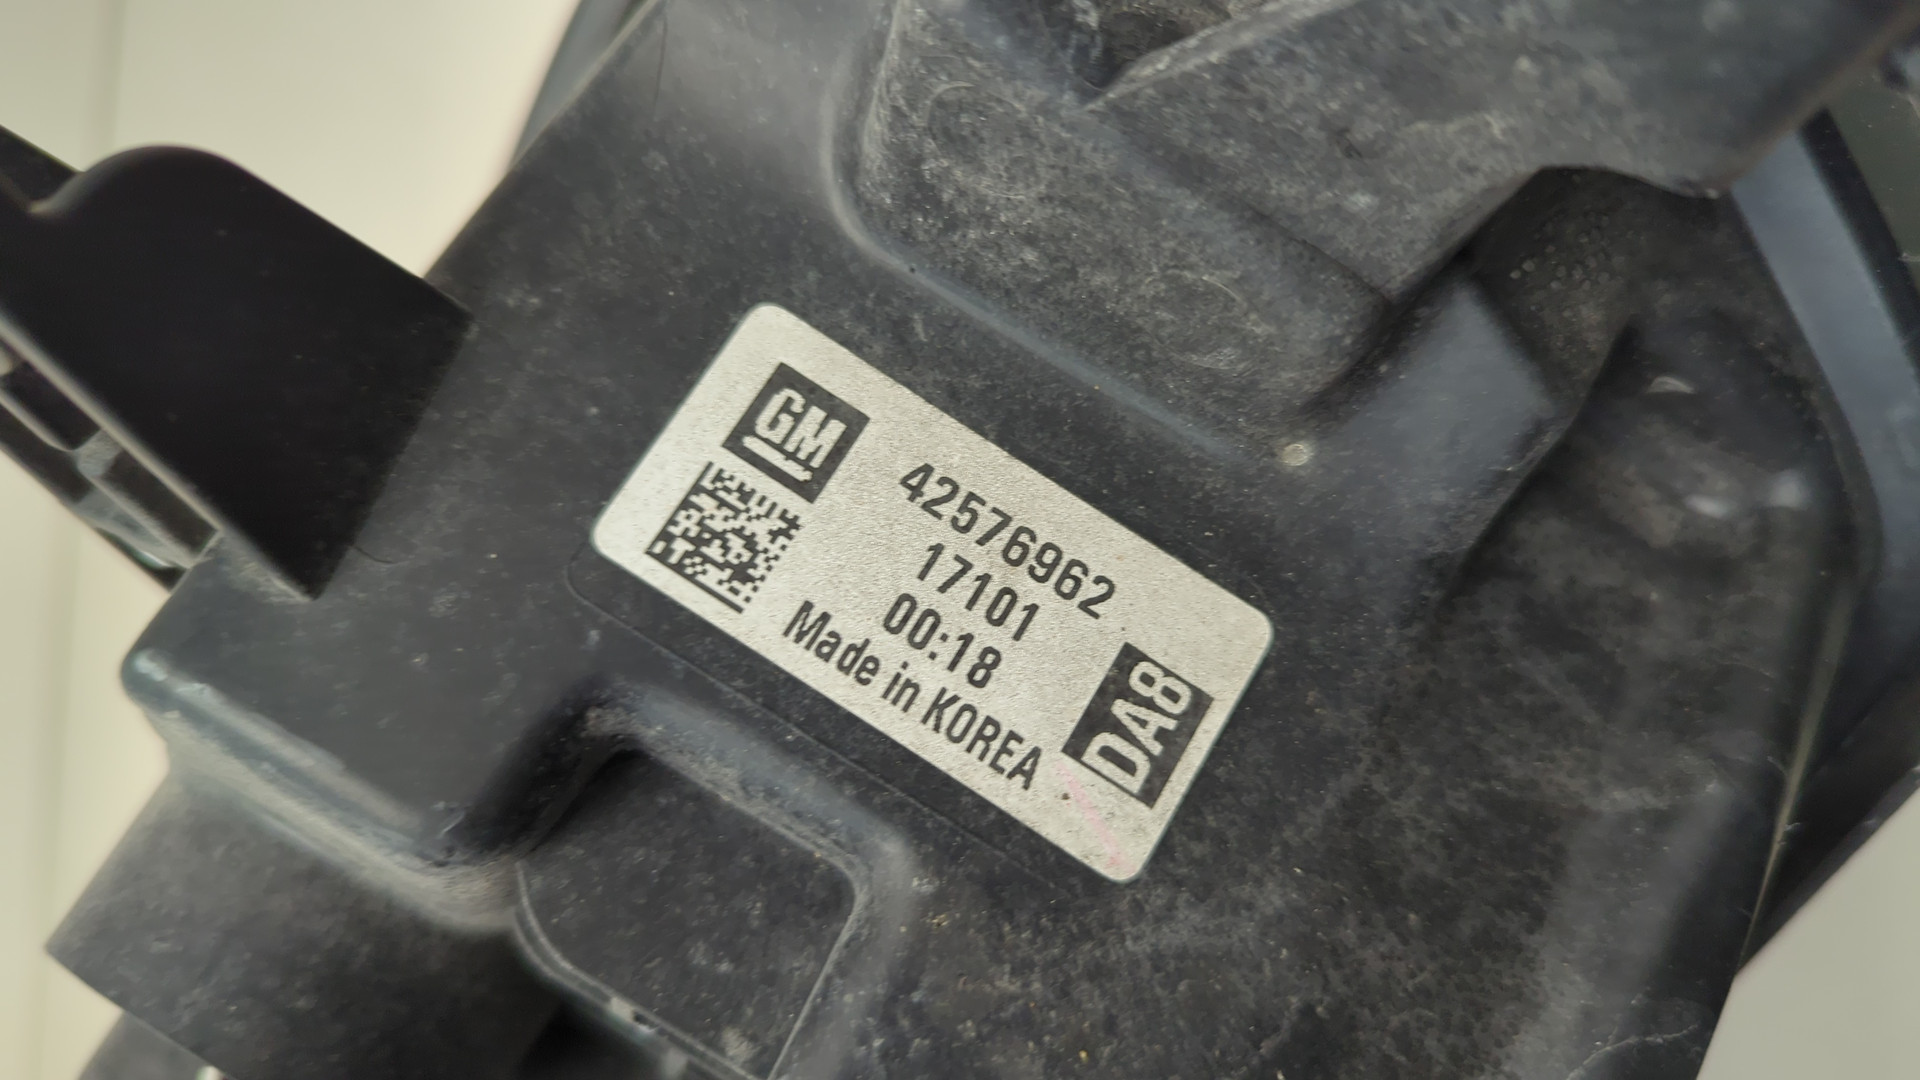 GM
42576962
17101
00:18
Made in KOREA
DA8